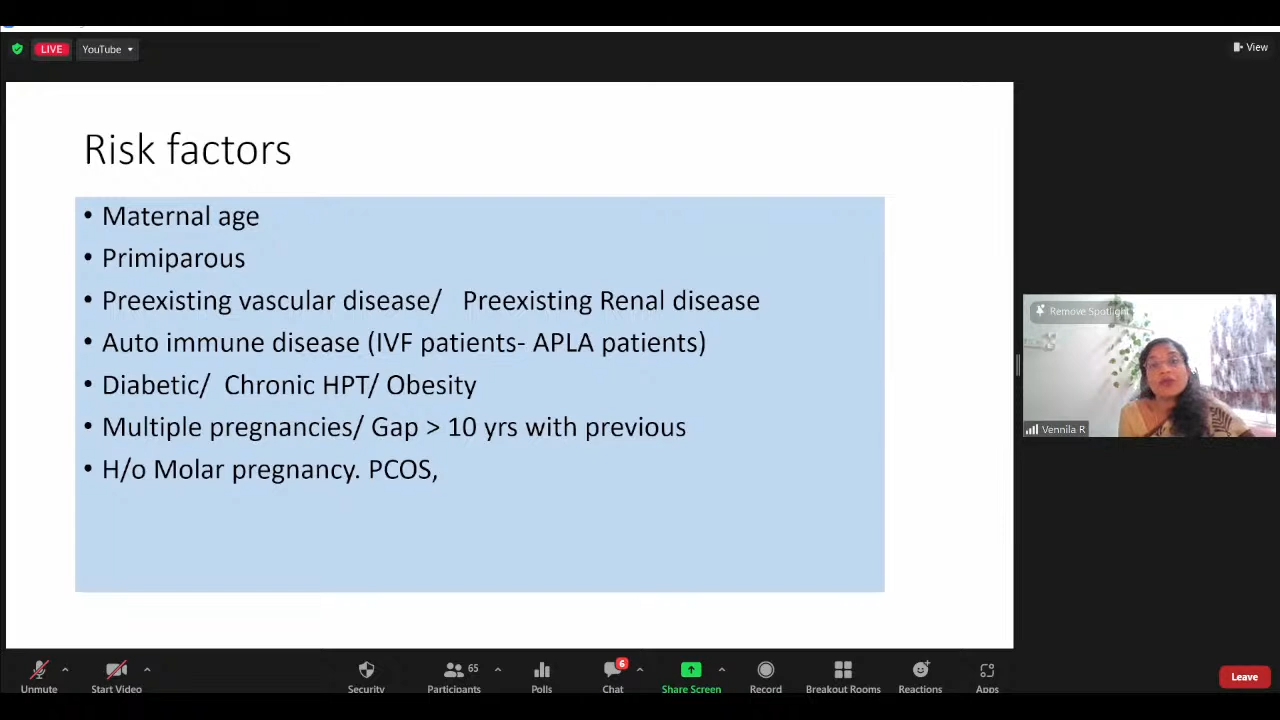 LIVE
YouTube
View
Risk factors
• Maternal age
• Primiparous
• Preexisting vascular disease/ Preexisting Renal disease
• Auto immune disease (IVF patients- APLA patients)
• Diabetic/ Chronic HPT/ Obesity
• Multiple pregnancies/ Gap > 10 yrs with previous
• H/o Molar pregnancy. PCOS,
Remove Spotlight
Vennila R
65
6
Unmute
Start Video
Security
Participants
Polls
Chat
Share Screen
Record
Breakout Rooms
Reactions
Apps
Leave